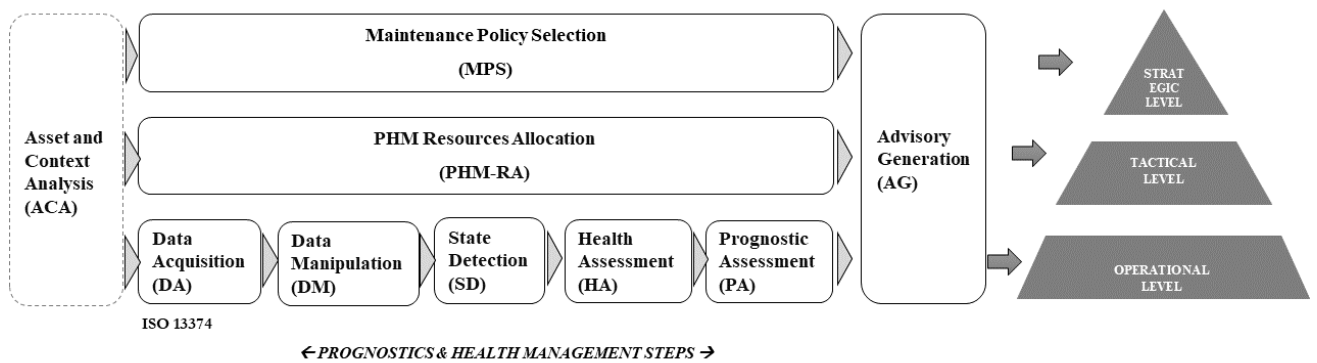 Maintenance Policy Selection
(MPS)
Asset and
Context
Analysis
(ACA)
PHM Resources Allocation
(PHM-RA)
Data
Acquisition
(DA)
Data
Manipulation
(DM)
State
Detection
(SD)
Health
Assessment
(HA)
Prognostic
Assessment
(PA)
Advisory
Generation
(AG)
STRAT
EGIC
LEVEL
TACTICAL
LEVEL
OPERATIONAL
LEVEL
ISO 13374
← PROGNOSTICS & HEALTH MANAGEMENT STEPS →